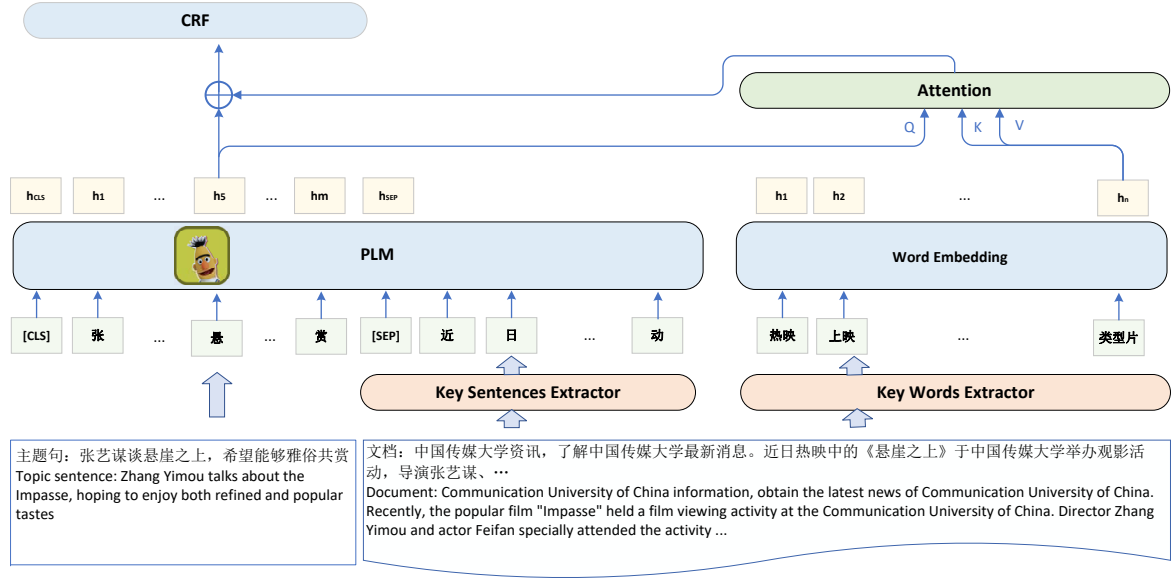 CRF
Attention
Q
K
V
hCLS
h1
...
h5
...
hm
hSEP
h1
h2
...
hn
PLM
Word Embedding
[CLS]
张
...
悬
...
赏
[SEP]
近
日
...
动
热映
上映
...
类型片
Key Sentences Extractor
Key Words Extractor
主题句：张艺谋谈悬崖之上，希望能够雅俗共赏
Topic sentence: Zhang Yimou talks about the
Impasse, hoping to enjoy both refined and popular
tastes
文档：中国传媒大学资讯，了解中国传媒大学最新消息。近日热映中的《悬崖之上》于中国传媒大学举办观影活
动，导演张艺谋、…
Document: Communication University of China information, obtain the latest news of Communication University of China.
Recently, the popular film "Impasse" held a film viewing activity at the Communication University of China. Director Zhang
Yimou and actor Feifan specially attended the activity ...